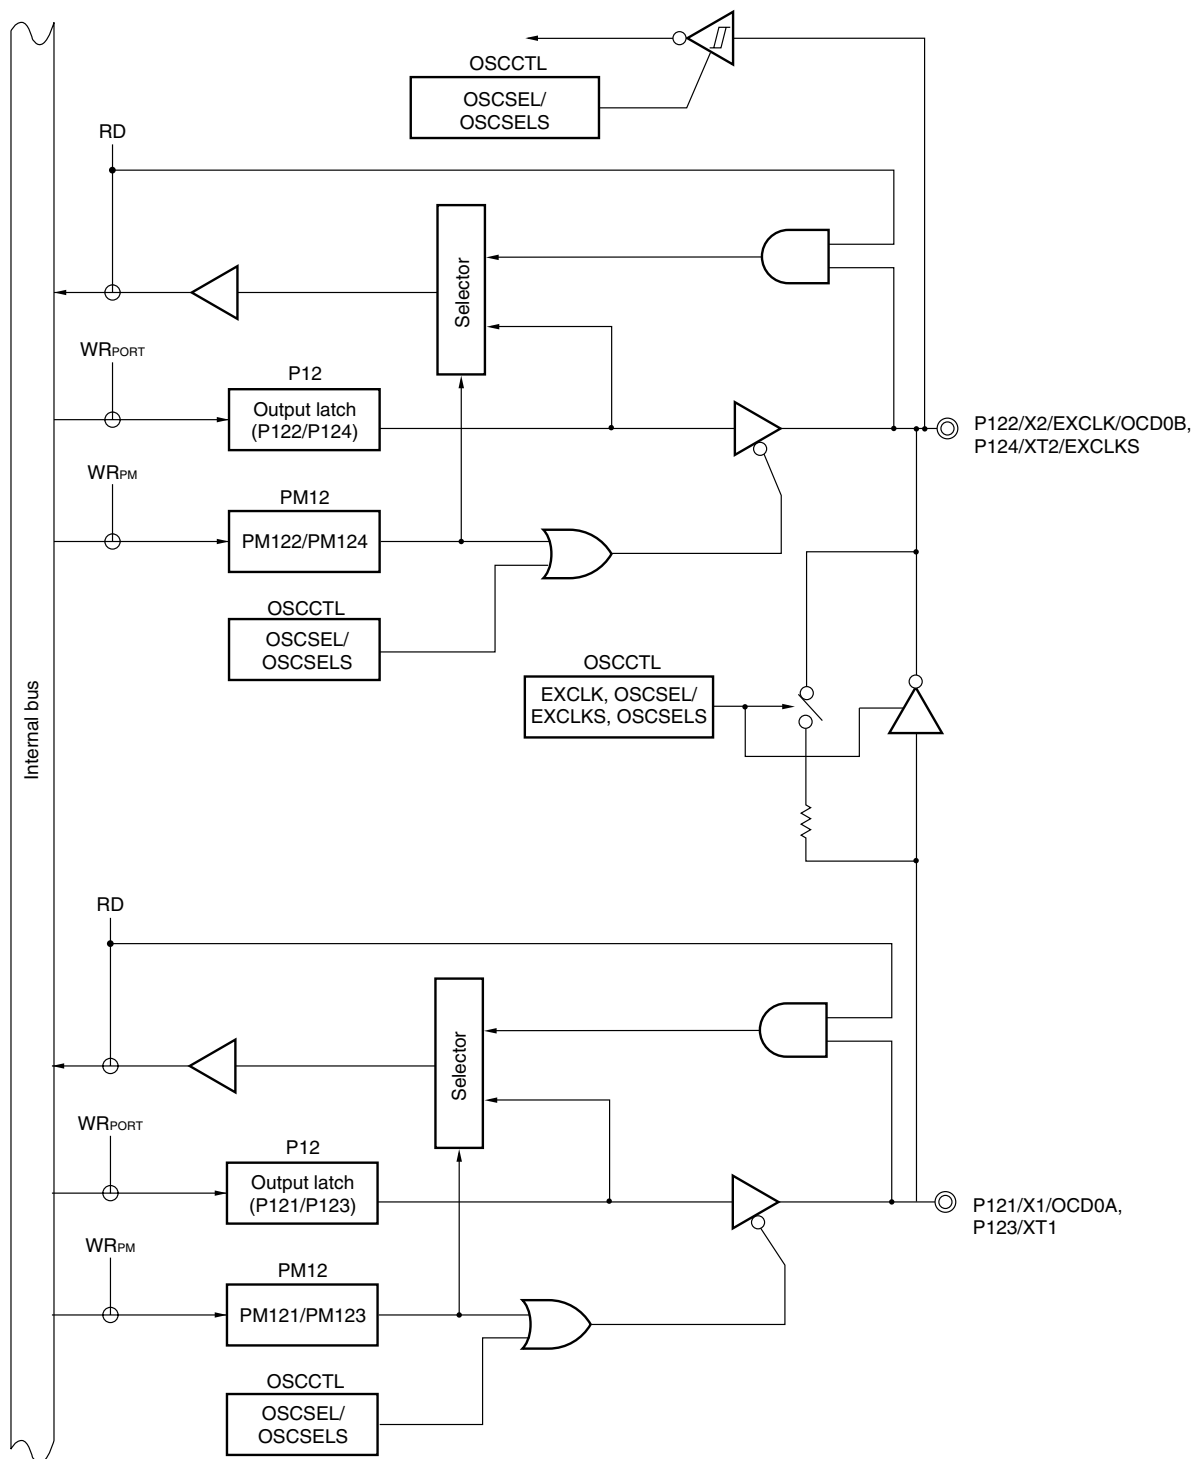 OSCCTL
OSCSEL/
OSCSELS
RD
Selector
WRPORT
P12
Output latch
(P122/P124)
P122/X2/EXCLK/OCD0B,
P124/XT2/EXCLKS
WRPM
PM12
PM122/PM124
OSCCTL
OSCSEL/
OSCSELS
OSCCTL
EXCLK, OSCSEL/
EXCLKS, OSCSELS
Internal bus
RD
Selector
WRPORT
P12
Output latch
(P121/P123)
P121/X1/OCD0A,
P123/XT1
WRPM
PM12
PM121/PM123
OSCCTL
OSCSEL/
OSCSELS